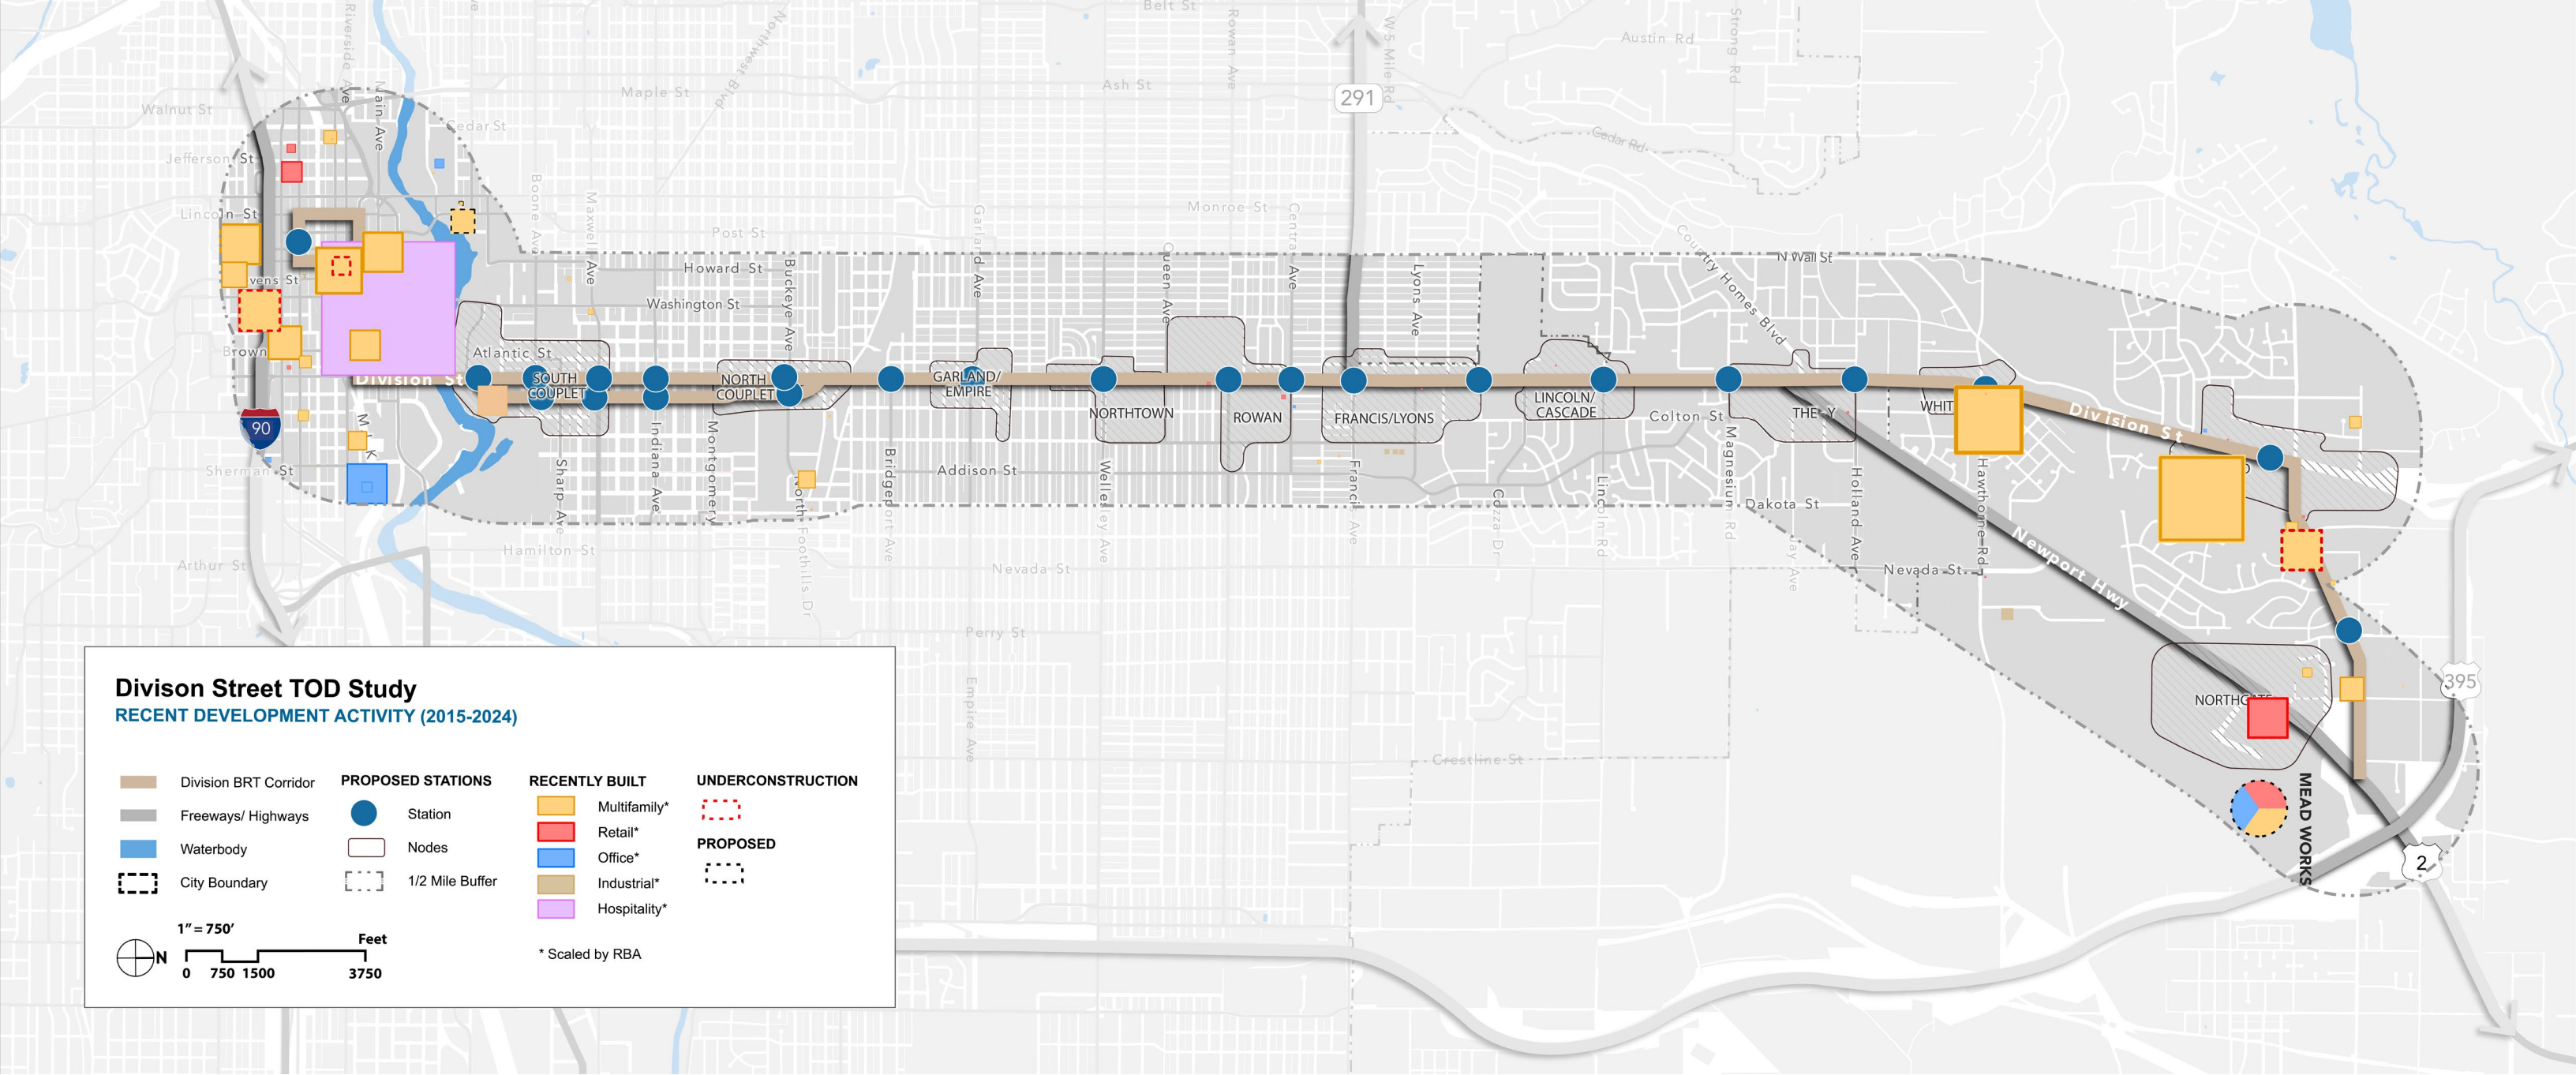 Belt St
Riverside Ave
Main Ave
Northwest Blvd
Rowan Ave
W 5 Mile Rd
Strong Rd
Austin Rd
Walnut St
Maple St
Ash St
291
Cedar St
Cedar Rd
Jefferson St
Lincoln St
Boone Ave
Maxwell Ave
Post St
Garland Ave
Monroe St
Queen Ave
Central Ave
Country Homes Blvd
N Wall St
Howard St
Buckeye Ave
Lyons Ave
vens St
Washington St
Brown
Atlantic St
Division St
SOUTH
COUPLET
NORTH
COUPLET
GARLAND/
EMPIRE
NORTHTOWN
ROWAN
FRANCIS/LYONS
LINCOLN/
CASCADE
Colton St
THE Y
WHIT
Division St
90
M L K
Sherman St
Sharp Ave
Indiana Ave
Montgomery
North Foothills Dr
Bridgeport Ave
Addison St
Wellesley Ave
Francis Ave
Cozza Dr
Lincoln Rd
Magnesium Rd
Dakota St
Holland Ave
Hawthorne Rd
Newport Hwy
Hamilton St
Arthur St
Nevada St
Nevada St
Perry St
Empire Ave
Crestline St
NORTHGATE
395
MEAD WORKS
2
Divison Street TOD Study
RECENT DEVELOPMENT ACTIVITY (2015-2024)
Division BRT Corridor
Freeways/ Highways
Waterbody
City Boundary
PROPOSED STATIONS
Station
Nodes
1/2 Mile Buffer
RECENTLY BUILT
Multifamily*
Retail*
Office*
Industrial*
Hospitality*
* Scaled by RBA
UNDERCONSTRUCTION
PROPOSED
1” = 750’
Feet
N
0 750 1500 3750